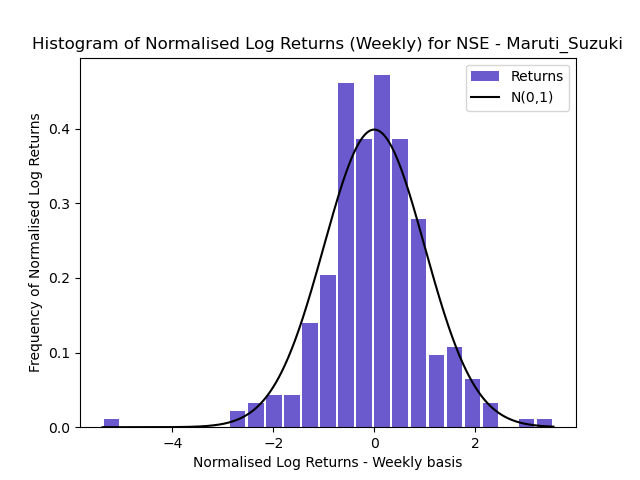 Histogram of Normalised Log Returns (Weekly) for NSE - Maruti_Suzuki
Returns
N(0,1)
Frequency of Normalised Log Returns
0.4
0.3
0.2
0.1
0.0
−4
−2
0
2
Normalised Log Returns - Weekly basis